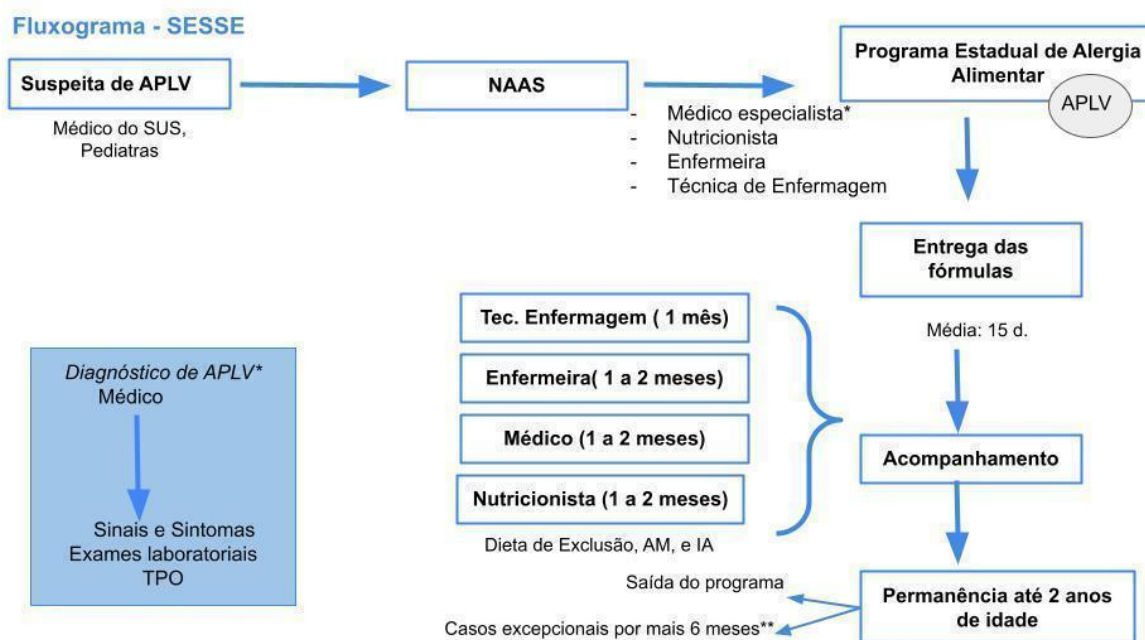 Fluxograma - SESSE
Suspeita de APLV
Médico do SUS,
Pediatras
NAAS
- Médico especialista*
- Nutricionista
- Enfermeira
- Técnica de Enfermagem
Programa Estadual de Alergia
Alimentar
APLV
Entrega das
fórmulas
Média: 15 d.
Tec. Enfermagem ( 1 mês)
Enfermeira( 1 a 2 meses)
Médico (1 a 2 meses)
Nutricionista (1 a 2 meses)
Dieta de Exclusão, AM, e IA
Acompanhamento
Diagnóstico de APLV*
Médico
Sinais e Sintomas
Exames laboratoriais
TPO
Permanência até 2 anos
de idade
Saída do programa
Casos excepcionais por mais 6 meses**